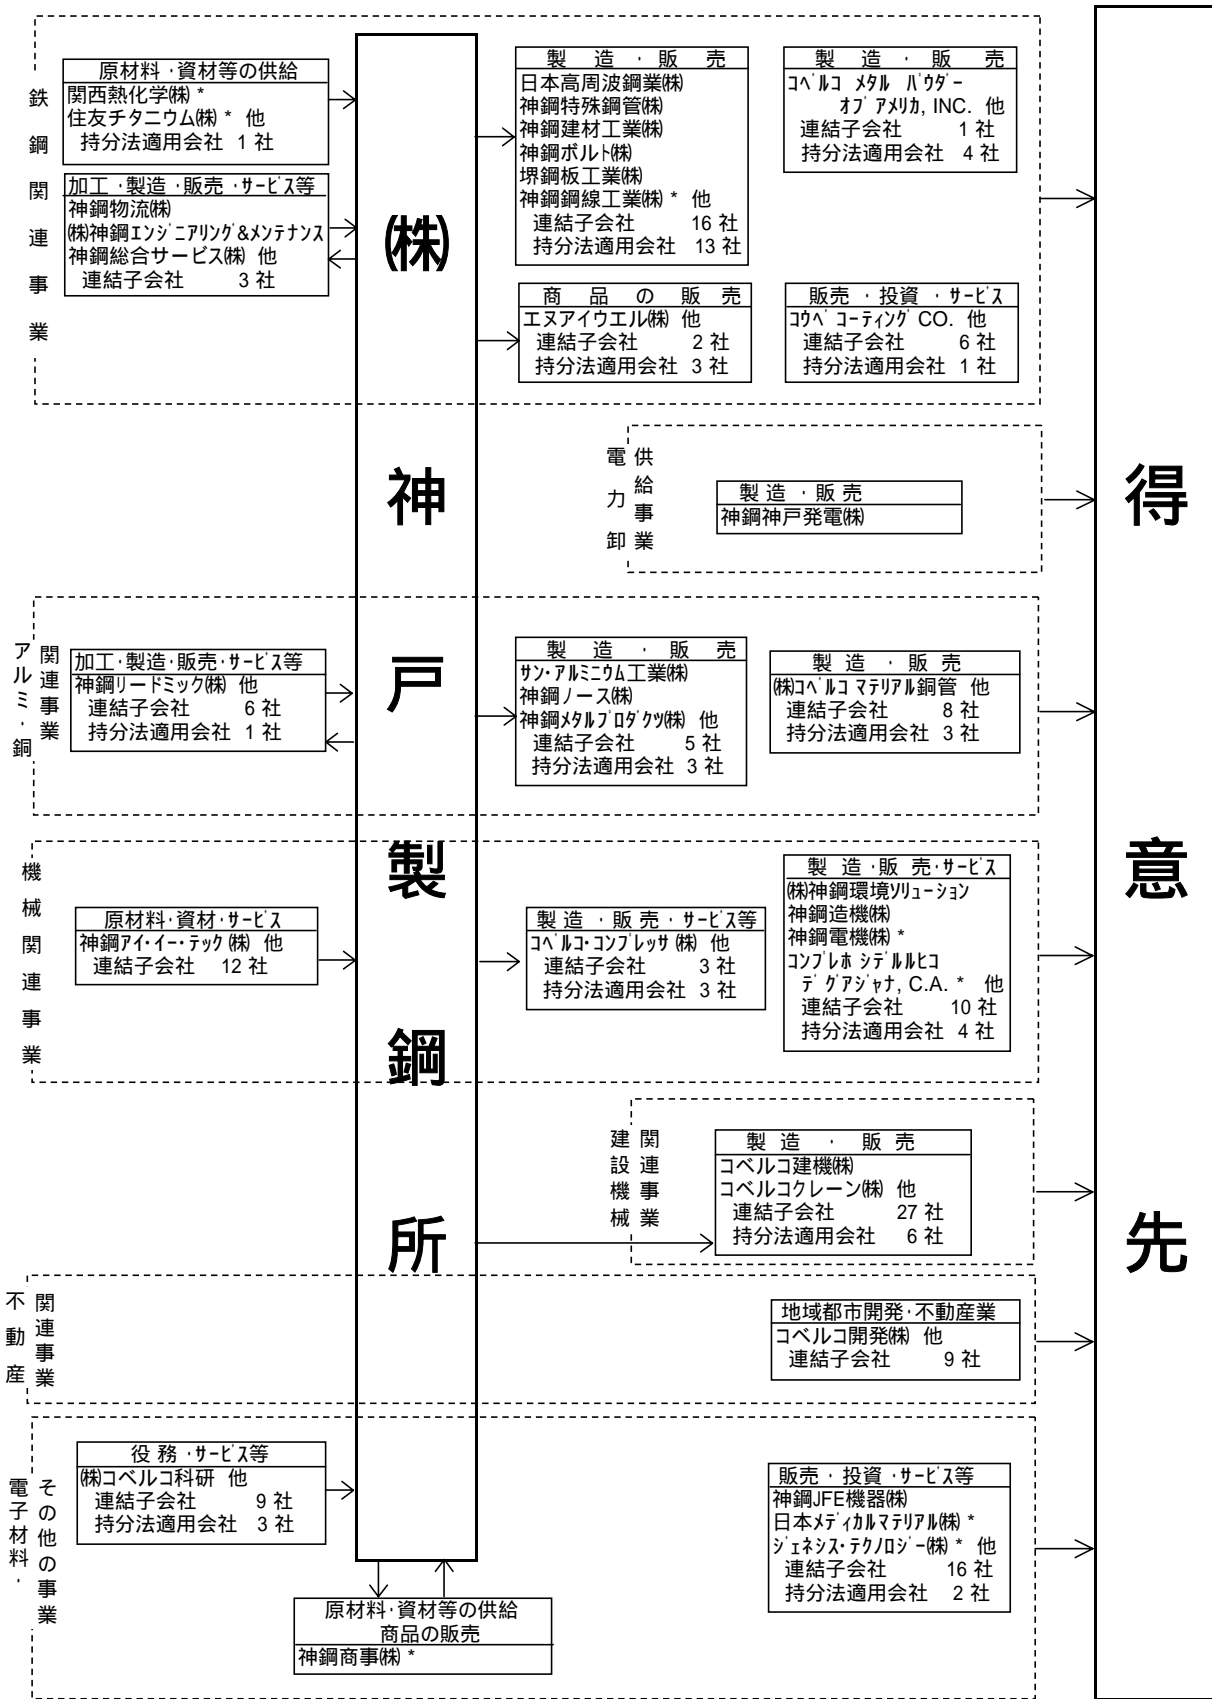 鉄鋼関連事業
原材料・資材等の供給
関西熱化学㈱ *
住友チタニウム㈱ * 他
持分法適用会社 1 社
加工・製造・販売・サービス等
神鋼物流㈱
㈱神鋼エンジニアリング&メンテナンス
神鋼総合サービス㈱ 他
連結子会社 3 社
製造・販売
日本高周波鋼業㈱
神鋼特殊鋼管㈱
神鋼建材工業㈱
神鋼ボルト㈱
堺鋼板工業㈱
神鋼鋼線工業㈱ * 他
連結子会社 16 社
持分法適用会社 13 社
製造・販売
コベルコ メタル パウダー
オブ アメリカ, INC. 他
連結子会社 1 社
持分法適用会社 4 社
商品の販売
エヌアイウエル㈱ 他
連結子会社 2 社
持分法適用会社 3 社
販売・投資・サービス
コウベ コーティング CO. 他
連結子会社 6 社
持分法適用会社 1 社
㈱神戸製鋼所
得意先
電力卸
供給事業
製造・販売
神鋼神戸発電㈱
アルミ・銅
関連事業
加工・製造・販売・サービス等
神鋼リードミック㈱ 他
連結子会社 6 社
持分法適用会社 1 社
製造・販売
サン・アルミニウム工業㈱
神鋼ノース㈱
神鋼メタルプロダクツ㈱ 他
連結子会社 5 社
持分法適用会社 3 社
製造・販売
㈱コベルコ マテリアル銅管 他
連結子会社 8 社
持分法適用会社 3 社
機械関連事業
原材料・資材・サービス
神鋼アイ・イー・テック㈱ 他
連結子会社 12 社
製造・販売・サービス等
コベルコ・コンプレッサ㈱ 他
連結子会社 3 社
持分法適用会社 3 社
製造・販売・サービス
㈱神鋼環境ソリューション
神鋼造機㈱
神鋼電機㈱ *
コンプレホ シデルルヒコ
デ グアジャナ, C.A. * 他
連結子会社 10 社
持分法適用会社 4 社
建設機械
関連事業
製造・販売
コベルコ建機㈱
コベルコクレーン㈱ 他
連結子会社 27 社
持分法適用会社 6 社
不動産
関連事業
地域都市開発・不動産業
コベルコ開発㈱ 他
連結子会社 9 社
電子材料・
その他の事業
役務・サービス等
㈱コベルコ科研 他
連結子会社 9 社
持分法適用会社 3 社
販売・投資・サービス等
神鋼JFE機器㈱
日本メディカルマテリアル㈱ *
ジェネシス・テクノロジー㈱ * 他
連結子会社 16 社
持分法適用会社 2 社
原材料・資材等の供給
商品の販売
神鋼商事㈱ *